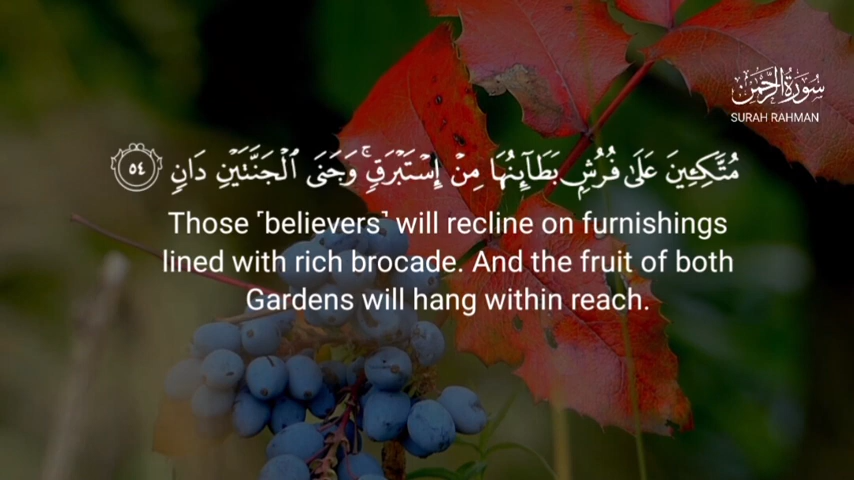 سُورَةُ الرَّحْمٰن
SURAH RAHMAN
مُتَّكِـِٔينَ عَلَىٰ فُرُشٍۭ بَطَآئِنُهَا مِنْ إِسْتَبْرَقٍۢ ۚ وَجَنَى ٱلْجَنَّتَيْنِ دَانٍۢ ٥٤
Those ˹believers˺ will recline on furnishings
lined with rich brocade. And the fruit of both
Gardens will hang within reach.